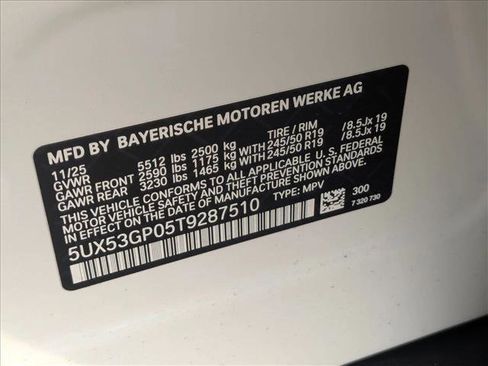 MFD BY BAYERISCHE MOTOREN WERKE AG
11/25 TIRE / RIM
GVWR 5512 lbs 2500 kg
GAWR FRONT 2590 lbs 1175 kg 245/50 R19 /8.5Jx 19
GAWR REAR 3230 lbs 1465 kg 245/50 R19 /8.5Jx 19
THIS VEHICLE CONFORMS TO ALL APPLICABLE U.S. FEDERAL
MOTOR VEHICLE SAFETY, BUMPER, AND THEFT PREVENTION
STANDARDS IN EFFECT ON THE DATE OF MANUFACTURE SHOWN ABOVE.
5UX53GP05T9287510 TYPE: MPV
300
7 320 730